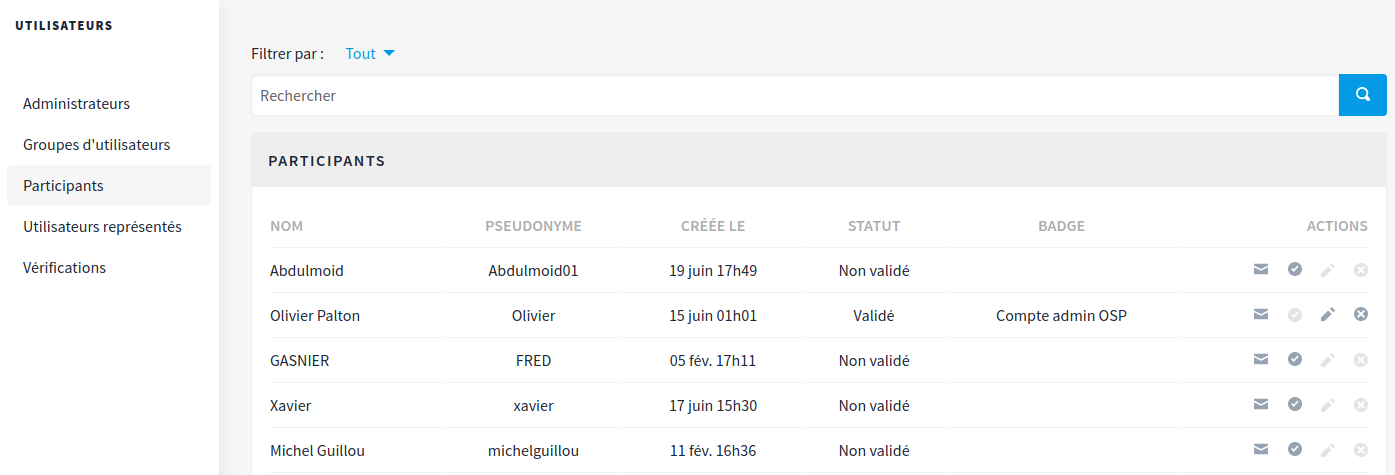 UTILISATEURS
Administrateurs
Groupes d'utilisateurs
Participants
Utilisateurs représentés
Vérifications
Filtrer par : Tout
Rechercher
PARTICIPANTS
NOM PSEUDONYME CRÉÉE LE STATUT BADGE ACTIONS
Abdulmoid Abdulmoid01 19 juin 17h49 Non validé
Olivier Palton Olivier 15 juin 01h01 Validé Compte admin OSP
GASNIER FRED 05 fév. 17h11 Non validé
Xavier xavier 17 juin 15h30 Non validé
Michel Guillou michelguillou 11 fév. 16h36 Non validé